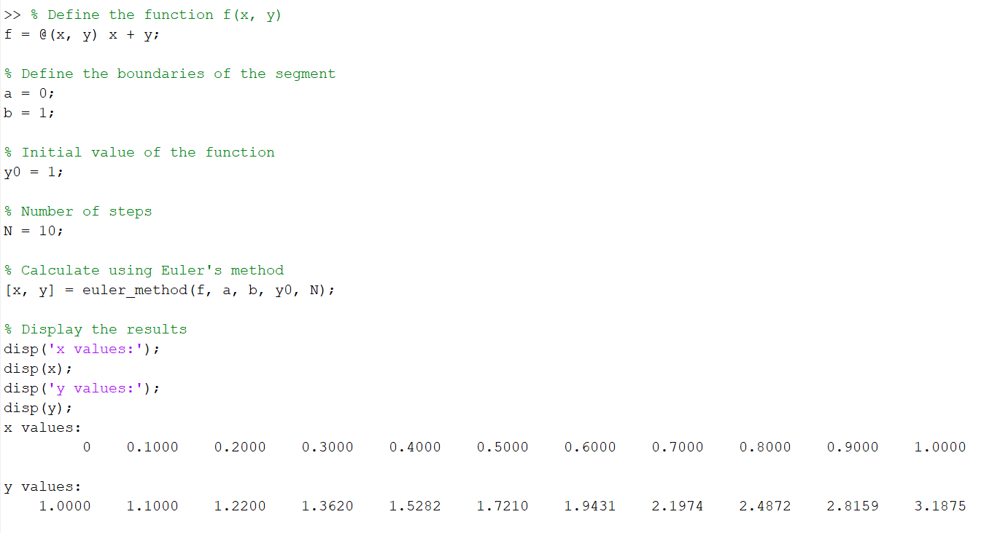 >> % Define the function f(x, y)
f = @(x, y) x + y;
% Define the boundaries of the segment
a = 0;
b = 1;
% Initial value of the function
y0 = 1;
% Number of steps
N = 10;
% Calculate using Euler's method
[x, y] = euler_method(f, a, b, y0, N);
% Display the results
disp('x values:');
disp(x);
disp('y values:');
disp(y);
x values:
0 0.1000 0.2000 0.3000 0.4000 0.5000 0.6000 0.7000 0.8000 0.9000 1.0000
y values:
1.0000 1.1000 1.2200 1.3620 1.5282 1.7210 1.9431 2.1974 2.4872 2.8159 3.1875